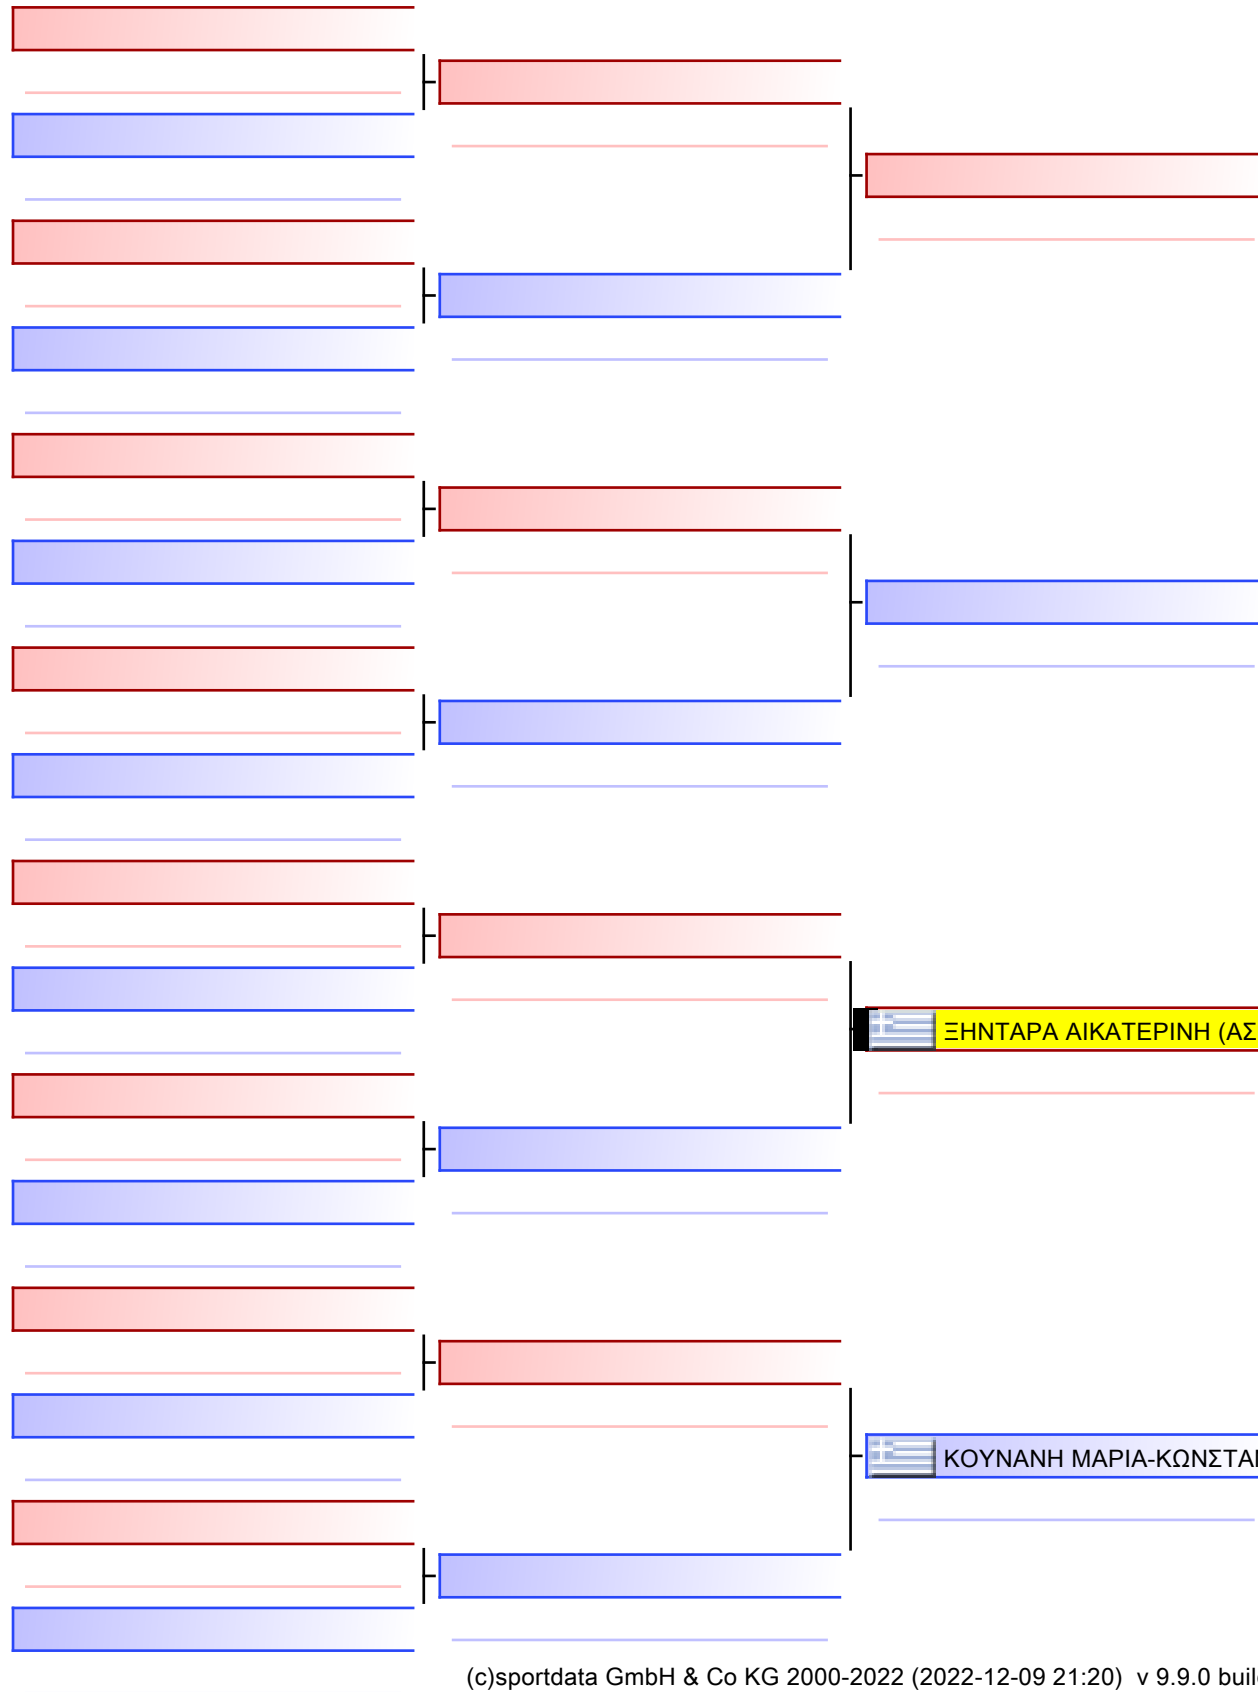 ΞΗΝΤΑΡΑ ΑΙΚΑΤΕΡΙΝΗ (ΑΣ
ΚΟΥΝΑΝΗ ΜΑΡΙΑ-ΚΩΝΣΤΑΝ
(c)sportdata GmbH & Co KG 2000-2022 (2022-12-09 21:20) v 9.9.0 buil